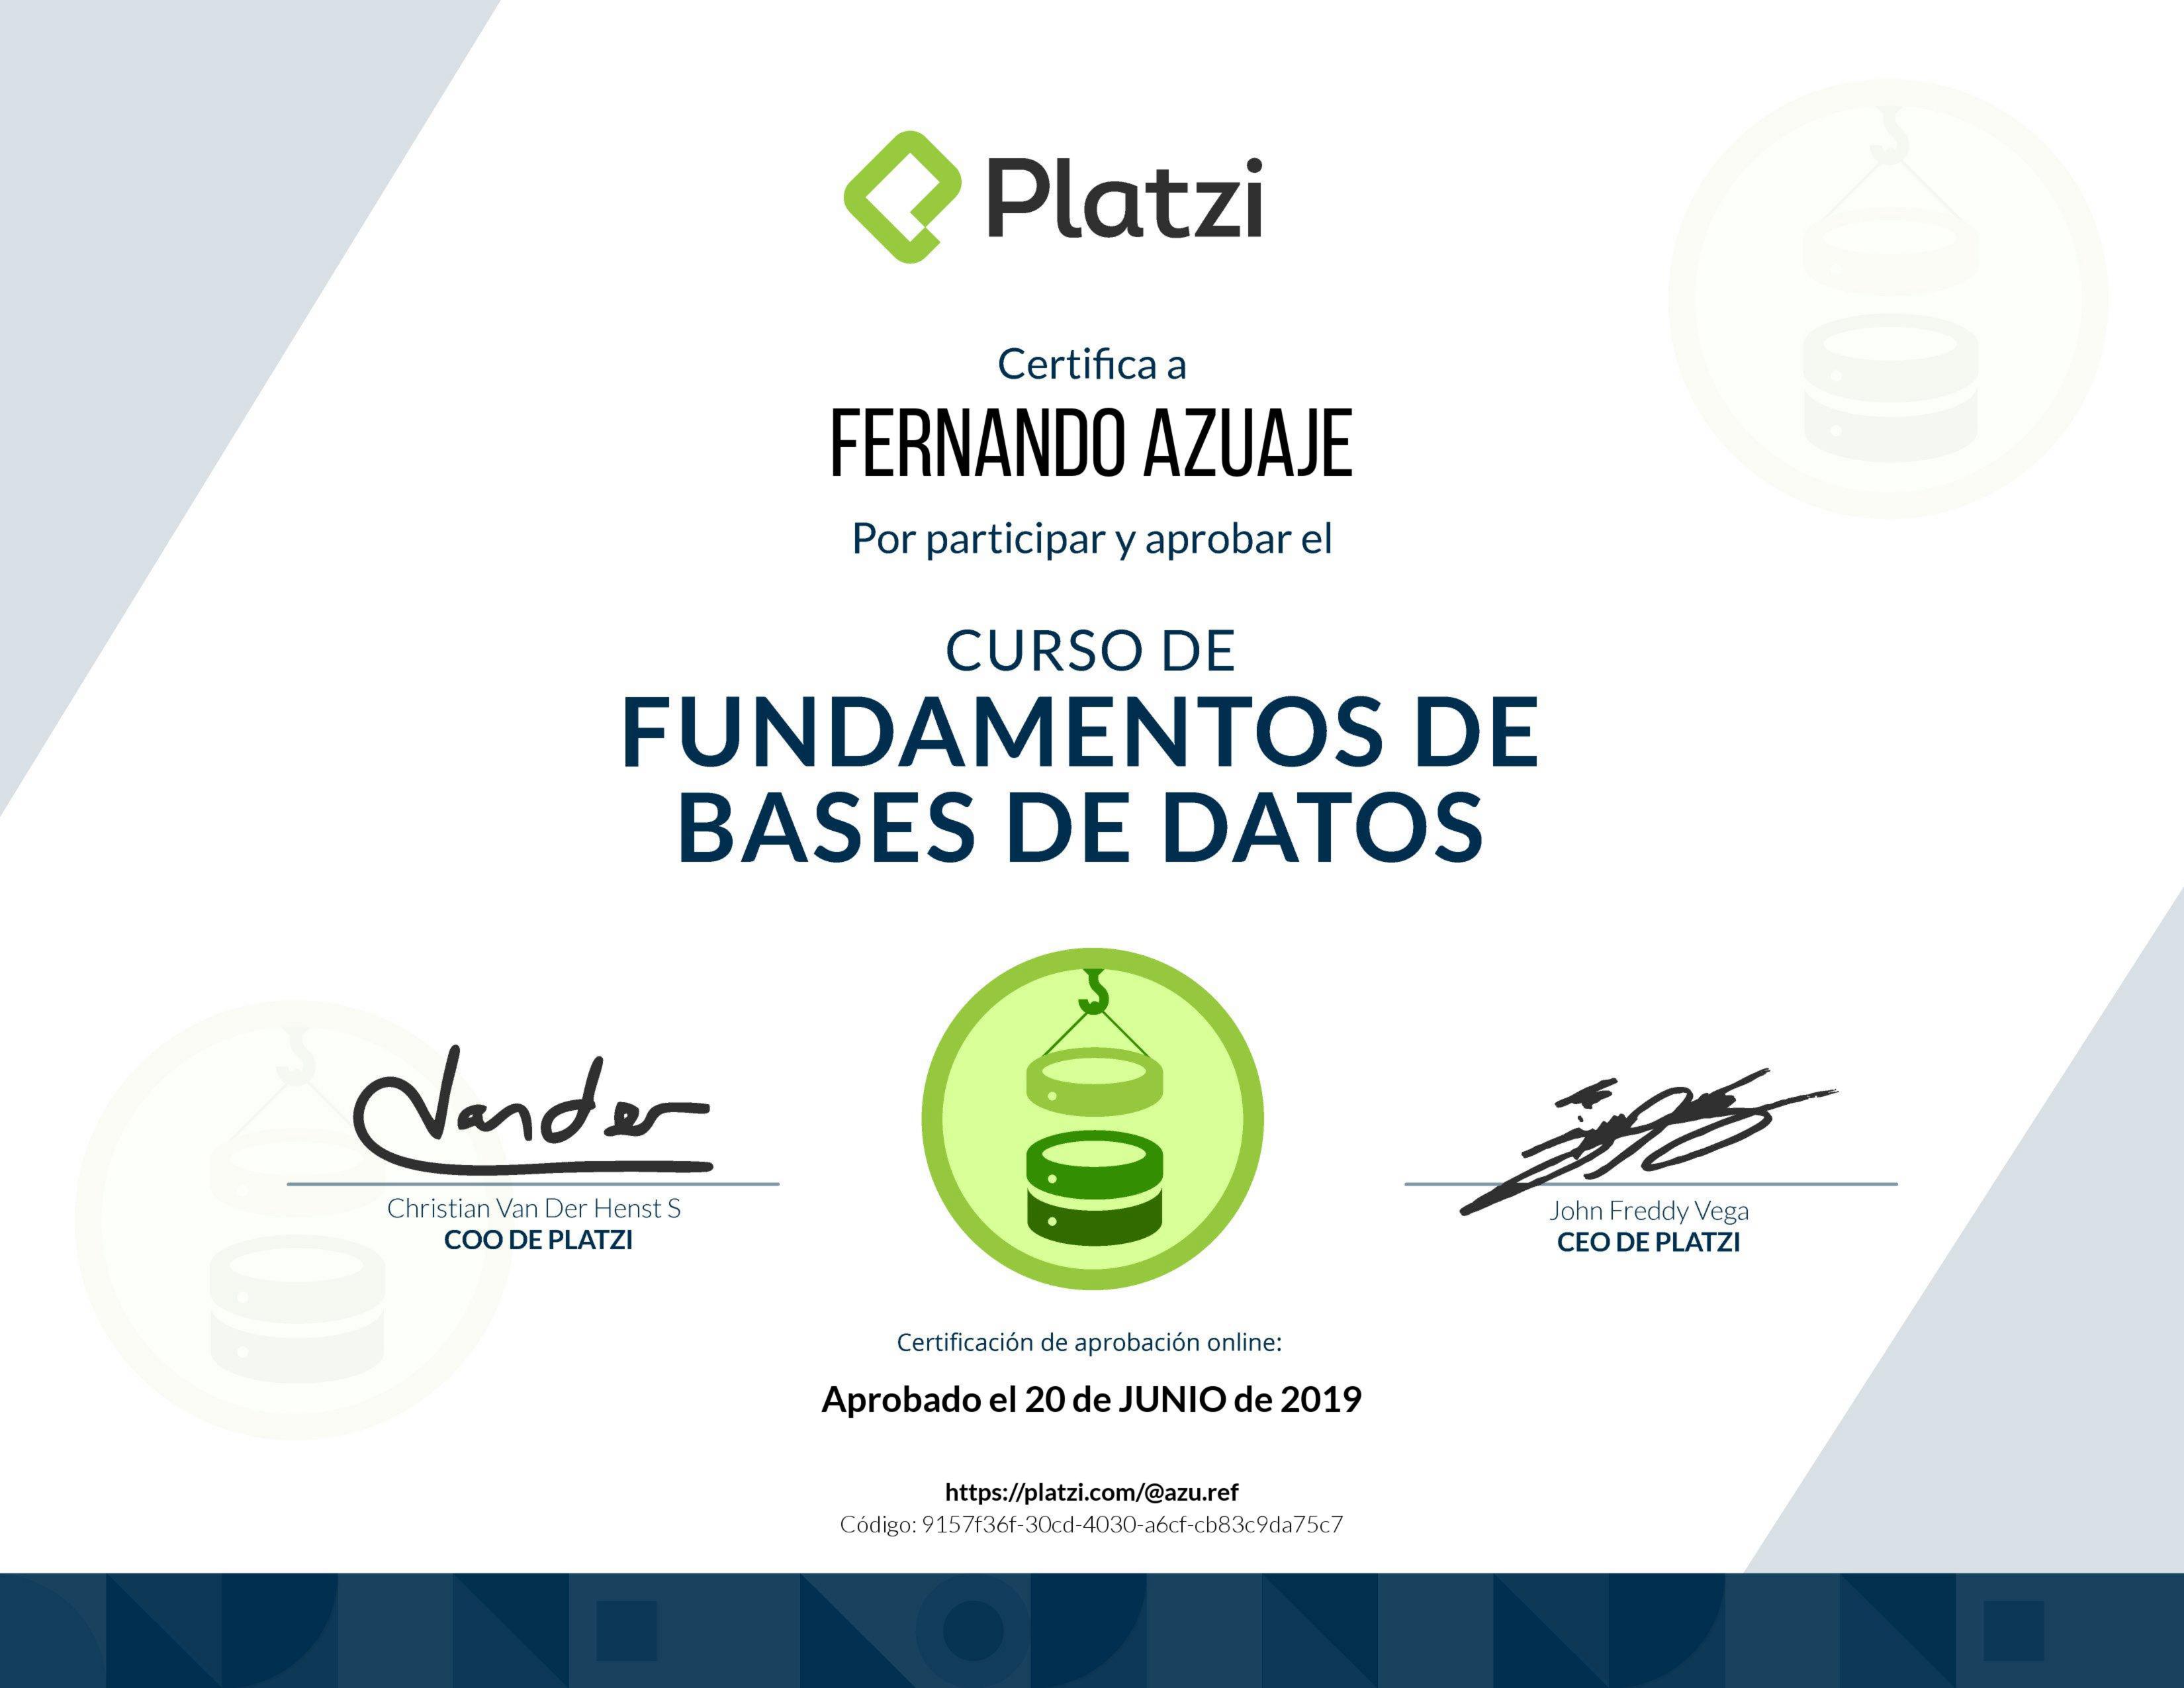 Platzi
Certifica a
FERNANDO AZUAJE
Por participar y aprobar el
CURSO DE
FUNDAMENTOS DE
BASES DE DATOS
Vander
Christian Van Der Henst S
COO DE PLATZI
John Freddy Vega
CEO DE PLATZI
Certificación de aprobación online:
Aprobado el 20 de JUNIO de 2019
https://platzi.com/@azu.ref
Código: 9157f36f-30cd-4030-a6cf-cb83c9da75c7